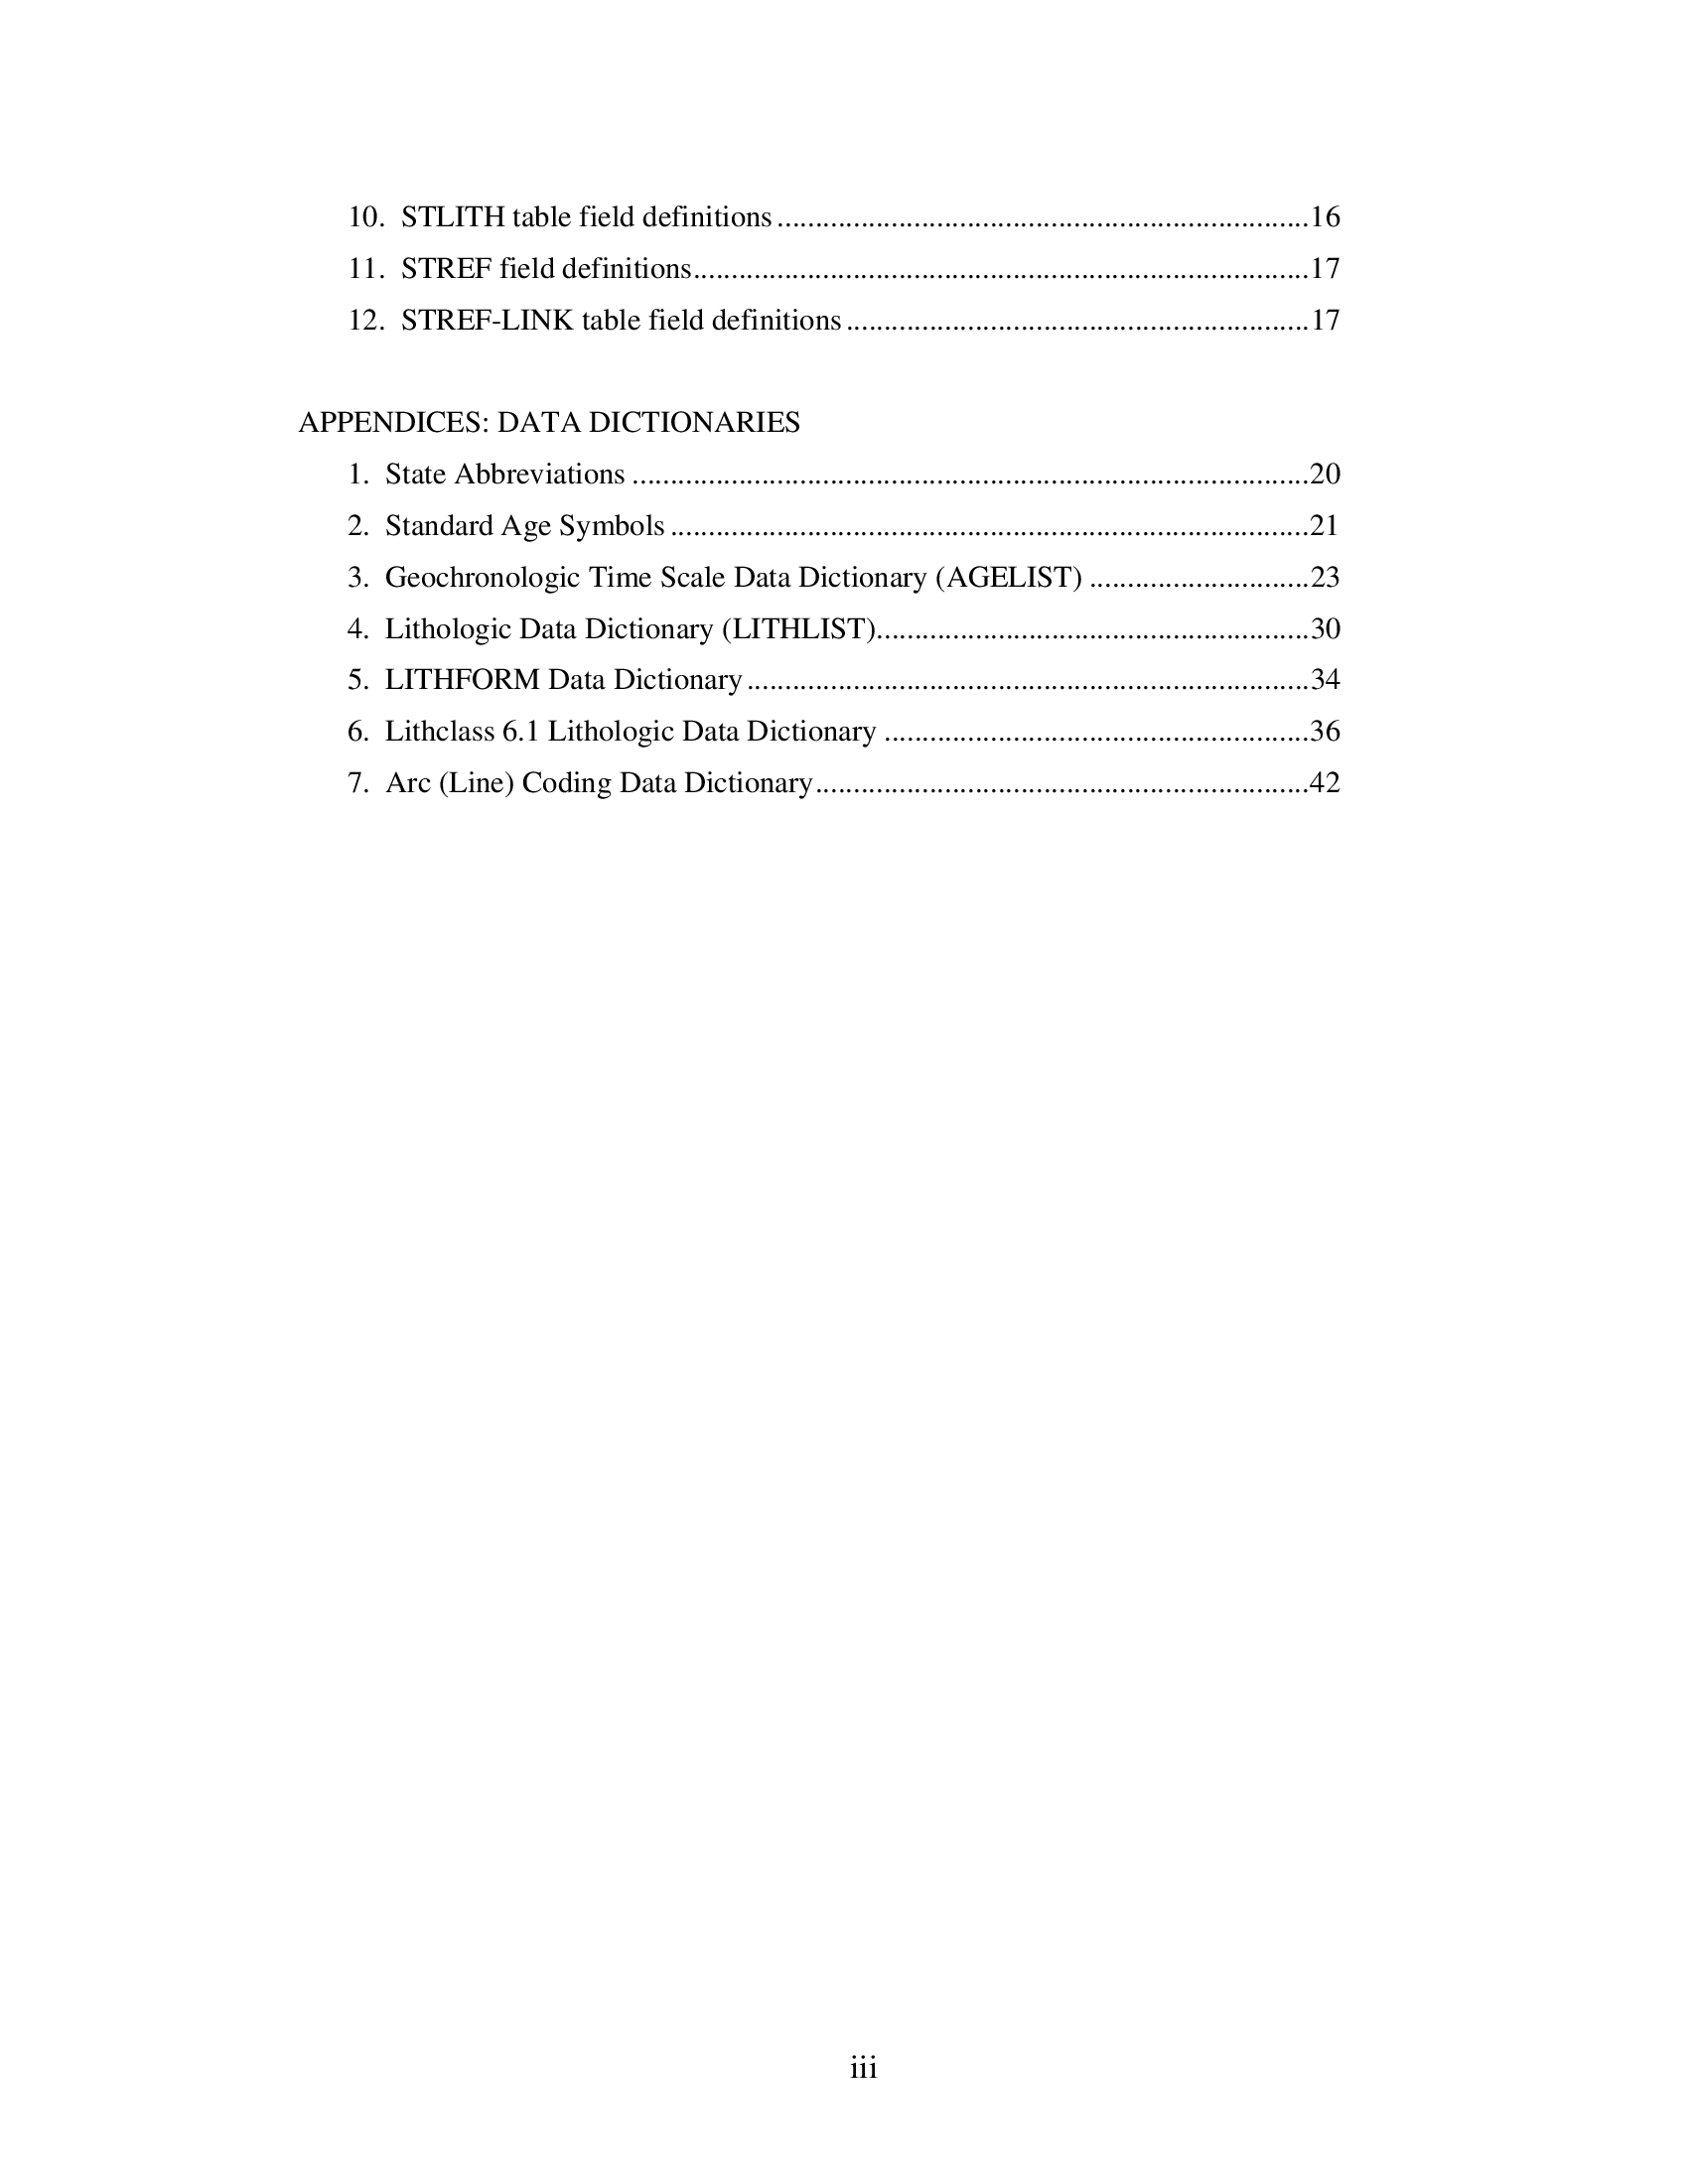 10. STLITH table field definitions......................................................................16
11. STREF field definitions.................................................................................17
12. STREF-LINK table field definitions.............................................................17
APPENDICES: DATA DICTIONARIES
1. State Abbreviations.........................................................................................20
2. Standard Age Symbols....................................................................................21
3. Geochronologic Time Scale Data Dictionary (AGELIST).............................23
4. Lithologic Data Dictionary (LITHLIST).........................................................30
5. LITHFORM Data Dictionary..........................................................................34
6. Lithclass 6.1 Lithologic Data Dictionary........................................................36
7. Arc (Line) Coding Data Dictionary.................................................................42
iii